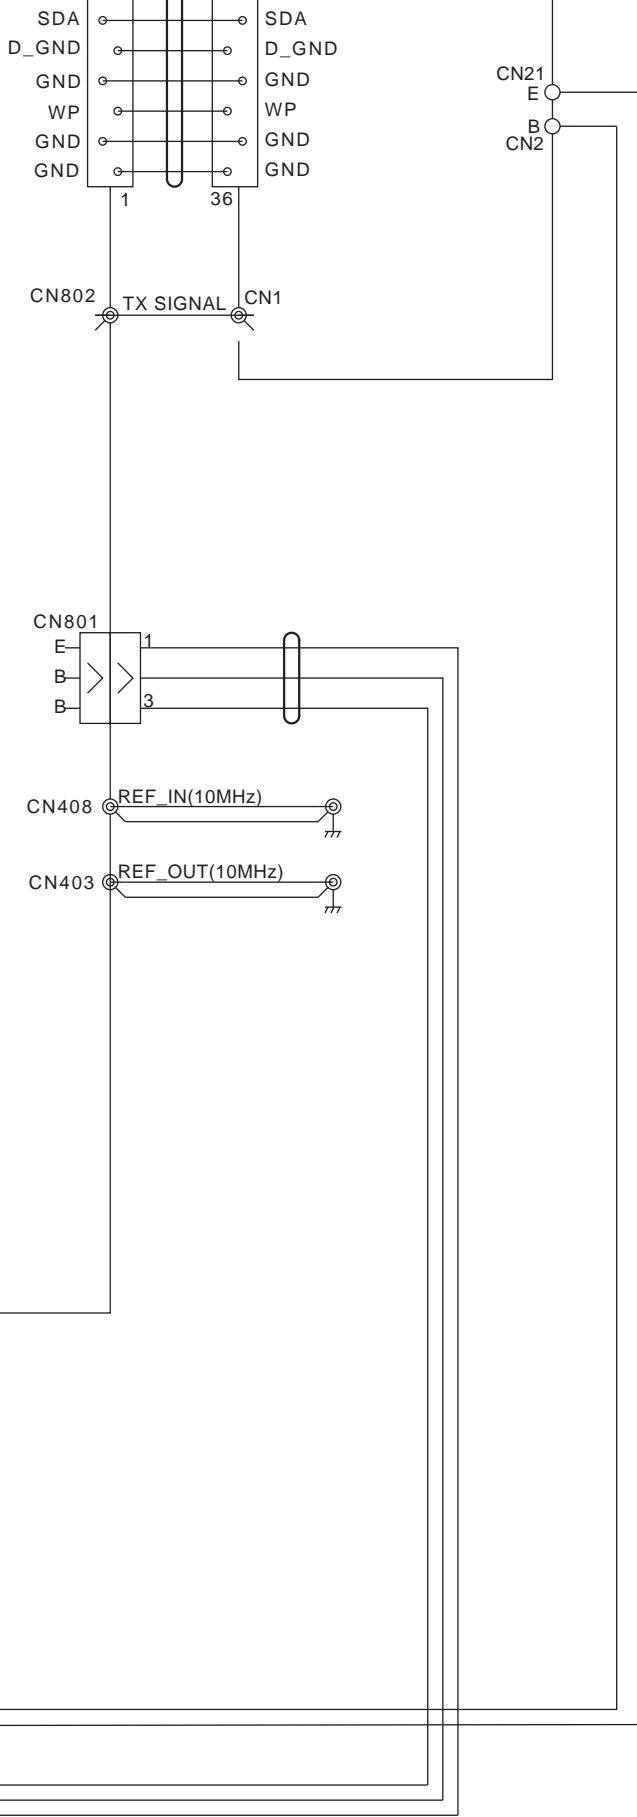 SDA SDA
D_GND D_GND
GND GND
WP WP
GND GND
GND GND
1 36
CN21
E
B
CN2
CN802 TX SIGNAL CN1
CN801
E 1
B
B 3
CN408 REF_IN(10MHz)
CN403 REF_OUT(10MHz)